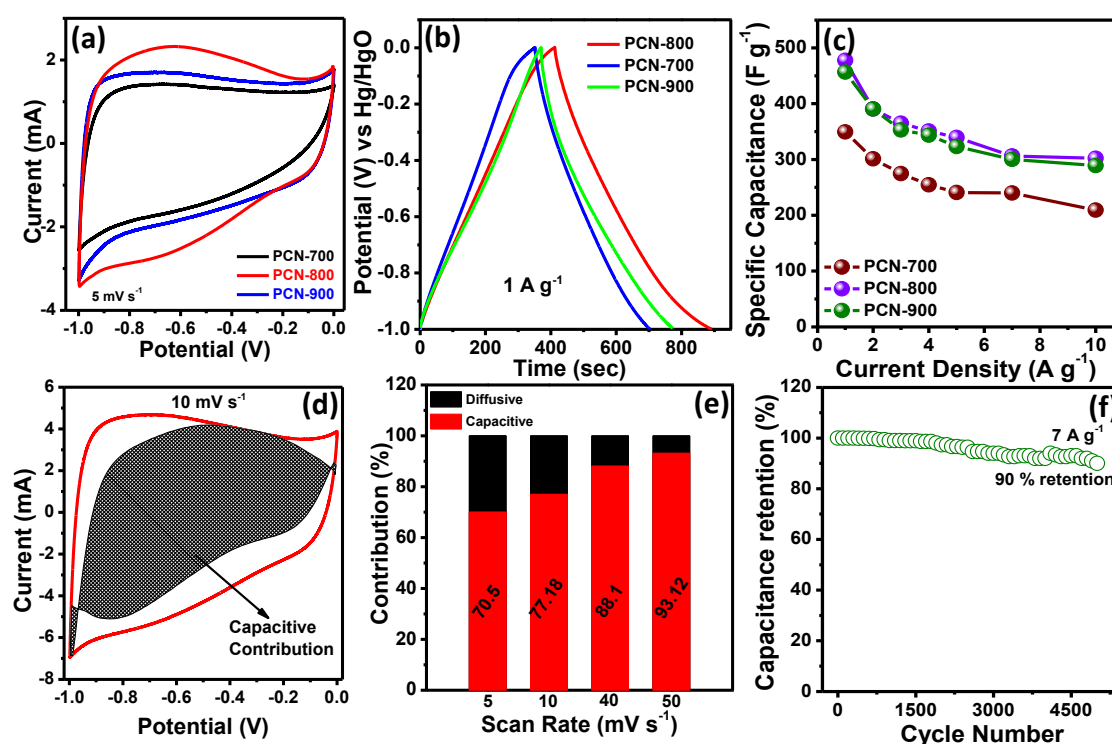 (a)
Current (mA)
2
0
-2
-4
PCN-700
PCN-800
PCN-900
5 mV s⁻¹
-1.0 -0.8 -0.6 -0.4 -0.2 0.0
Potential (V)
(b)
Potential (V) vs Hg/HgO
0.0
-0.2
-0.4
-0.6
-0.8
-1.0
PCN-800
PCN-700
PCN-900
1 A g⁻¹
0 200 400 600 800
Time (sec)
(c)
Specific Capacitance (F g⁻¹)
500
400
300
200
100
0
PCN-700
PCN-800
PCN-900
0 2 4 6 8 10
Current Density (A g⁻¹)
(d)
10 mV s⁻¹
Current (mA)
6
4
2
0
-2
-4
-6
-8
Capacitive
Contribution
-1.0 -0.8 -0.6 -0.4 -0.2 0.0
Potential (V)
(e)
Contribution (%)
120
100
80
60
40
20
0
Diffusive
Capacitive
70.5
77.18
88.1
93.12
5 10 40 50
Scan Rate (mV s⁻¹)
(f)
Capacitance retention (%)
120
100
80
60
40
20
0
7 A g⁻¹
90 % retention
0 1500 3000 4500
Cycle Number